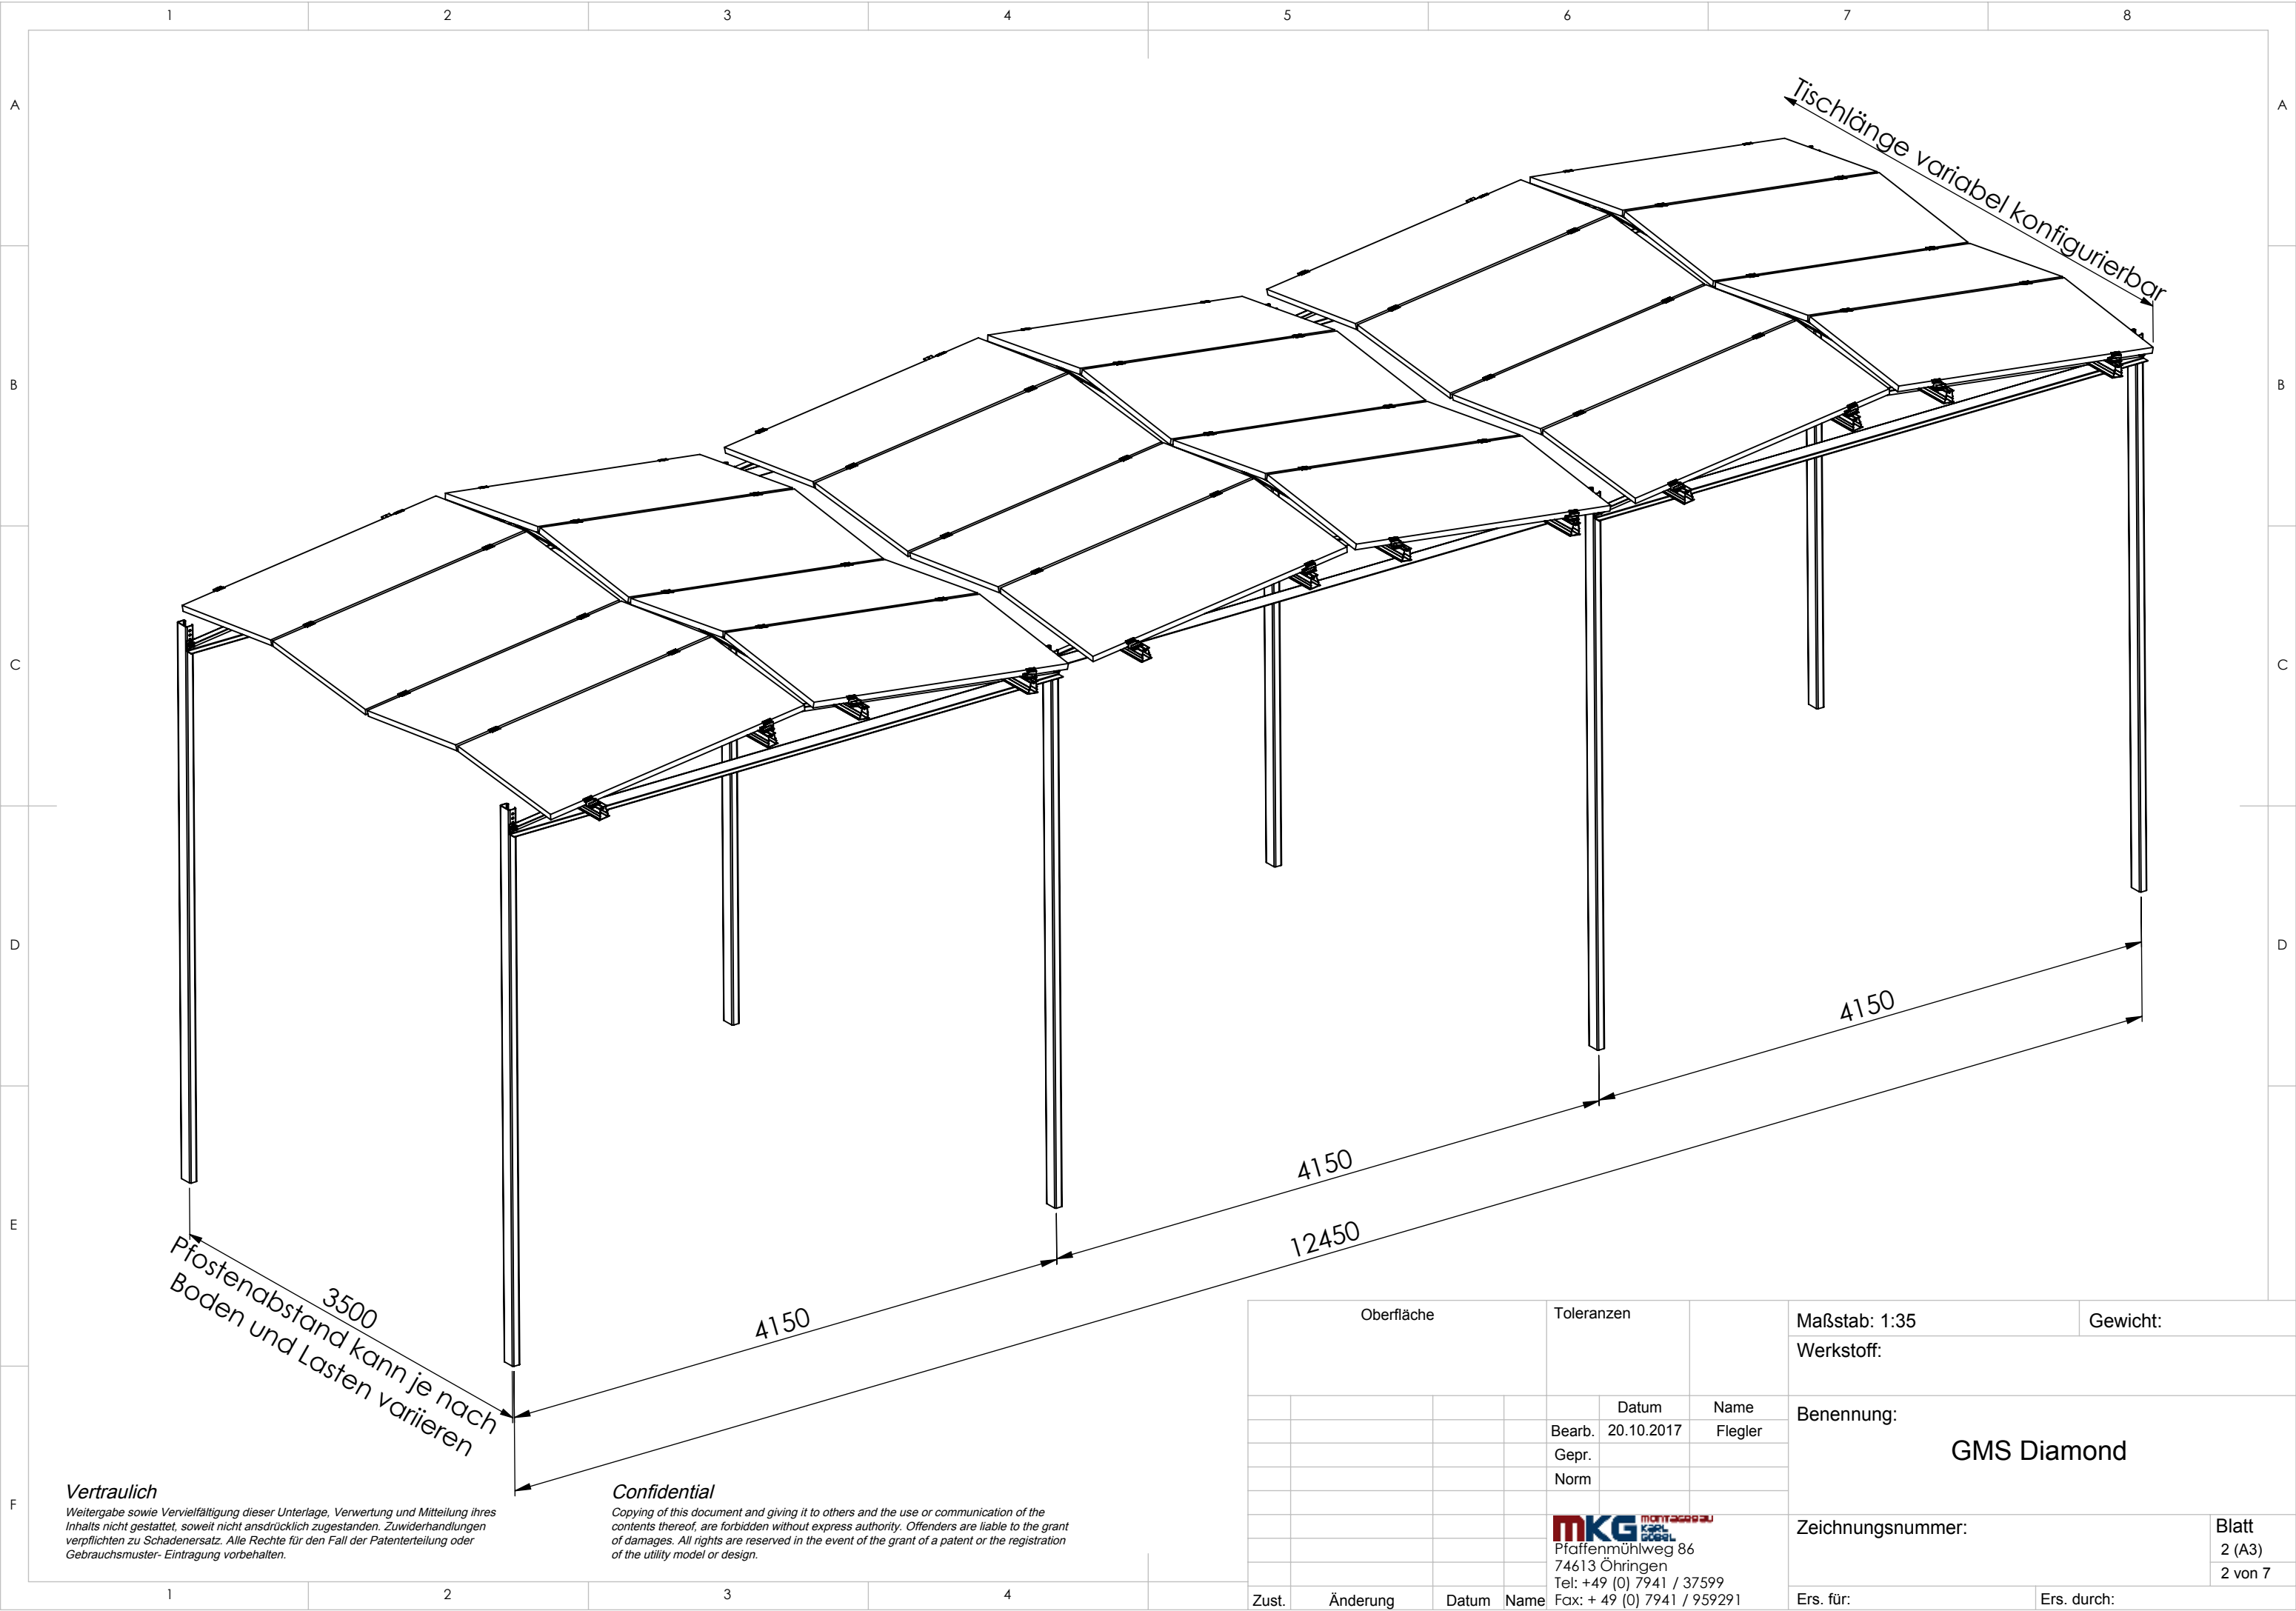 1 2 3 4 5 6 7 8
A A
Tischlänge variabel konfigurierbar
B B
C C
D D
4150
4150
12450
4150
E
3500
Pfostenabstand kann je nach
Boden und Lasten variieren
F
Vertraulich
Weitergabe sowie Vervielfältigung dieser Unterlage, Verwertung und Mitteilung ihres
Inhalts nicht gestattet, soweit nicht ansdrücklich zugestanden. Zuwiderhandlungen
verpflichten zu Schadenersatz. Alle Rechte für den Fall der Patenterteilung oder
Gebrauchsmuster- Eintragung vorbehalten.
Confidential
Copying of this document and giving it to others and the use or communication of the
contents thereof, are forbidden without express authority. Offenders are liable to the grant
of damages. All rights are reserved in the event of the grant of a patent or the registration
of the utility model or design.
1 2 3 4
Oberfläche
Toleranzen
Maßstab: 1:35
Gewicht:
Werkstoff:
Datum Name
Bearb. 20.10.2017 Flegler
Gepr.
Norm
Benennung:
GMS Diamond
MKG MONTAGEBAU
KARL
GÖBEL
Pfaffenmühlweg 86
74613 Öhringen
Tel: +49 (0) 7941 / 37599
Fax: + 49 (0) 7941 / 959291
Zeichnungsnummer:
Blatt
2 (A3)
2 von 7
Zust. Änderung Datum Name
Ers. für:
Ers. durch: